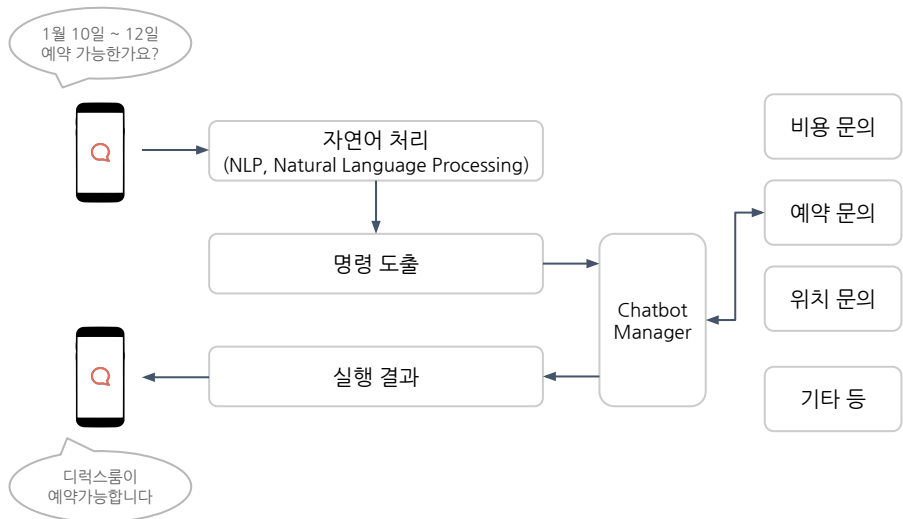 1월 10일 ~ 12일
예약 가능한가요?
자연어 처리
(NLP, Natural Language Processing)
명령 도출
실행 결과
Chatbot
Manager
비용 문의
예약 문의
위치 문의
기타 등
디럭스룸이
예약가능합니다